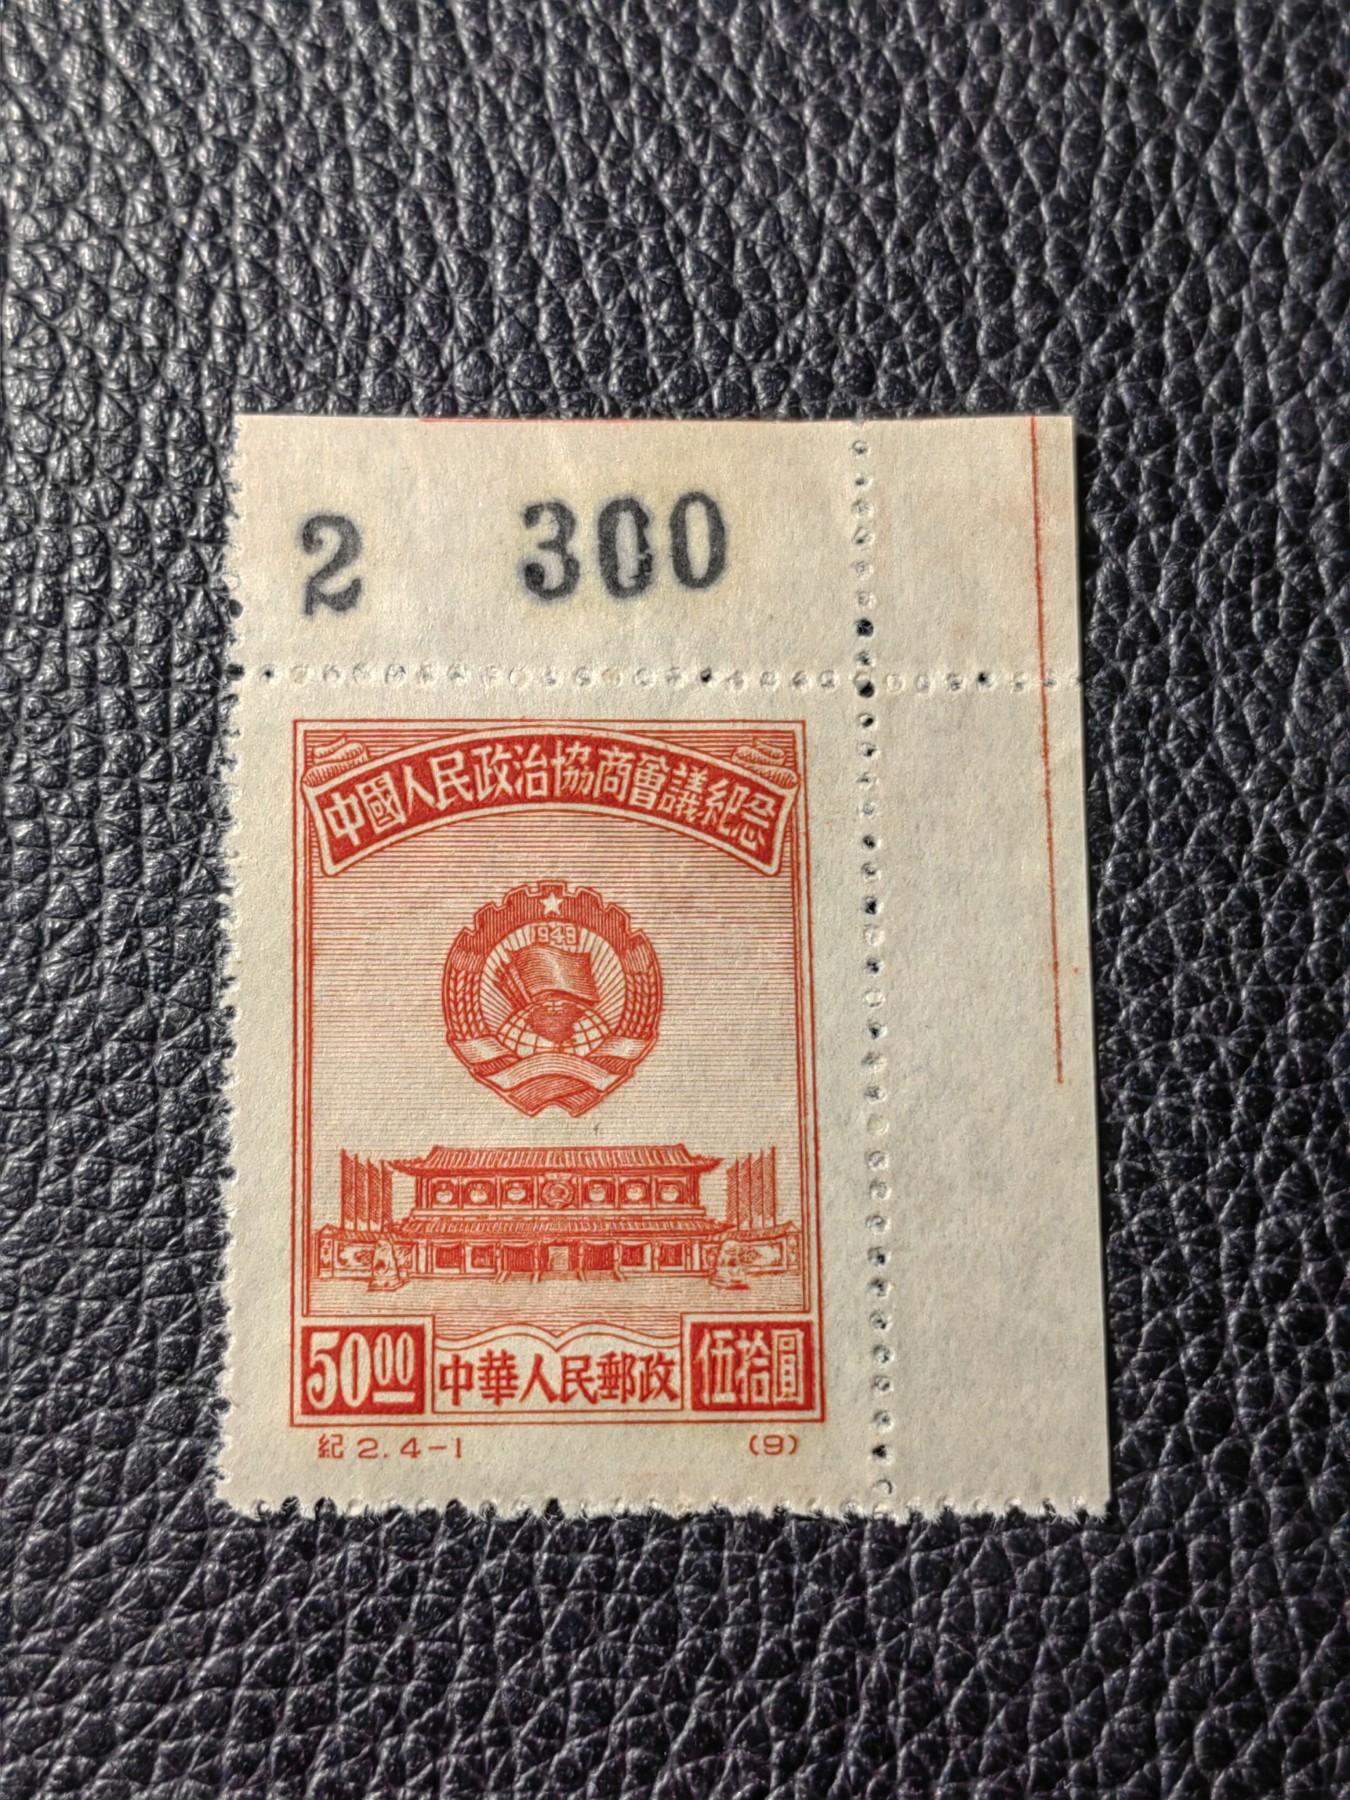 2 300
中國人民政治協商會議紀念
1949
50.00 中華人民郵政 伍拾圓
紀 2. 4-1 (9)